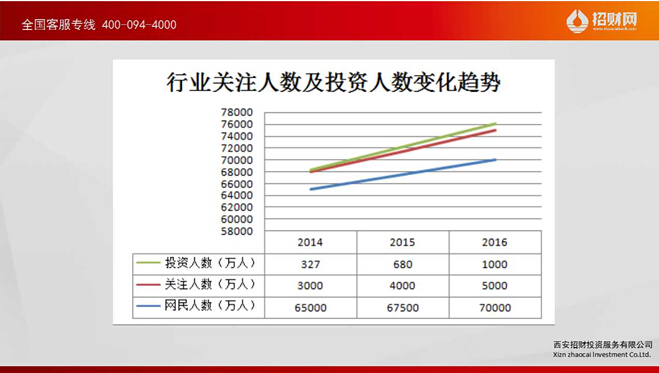 全国客服专线 400-094-4000
招财网
行业关注人数及投资人数变化趋势
78000
76000
74000
72000
70000
68000
66000
64000
62000
60000
58000
2014 2015 2016
投资人数（万人） 327 680 1000
关注人数（万人） 3000 4000 5000
网民人数（万人） 65000 67500 70000
西安招财投资服务有限公司
Xizn zhaocai Investment Co.Ltd.